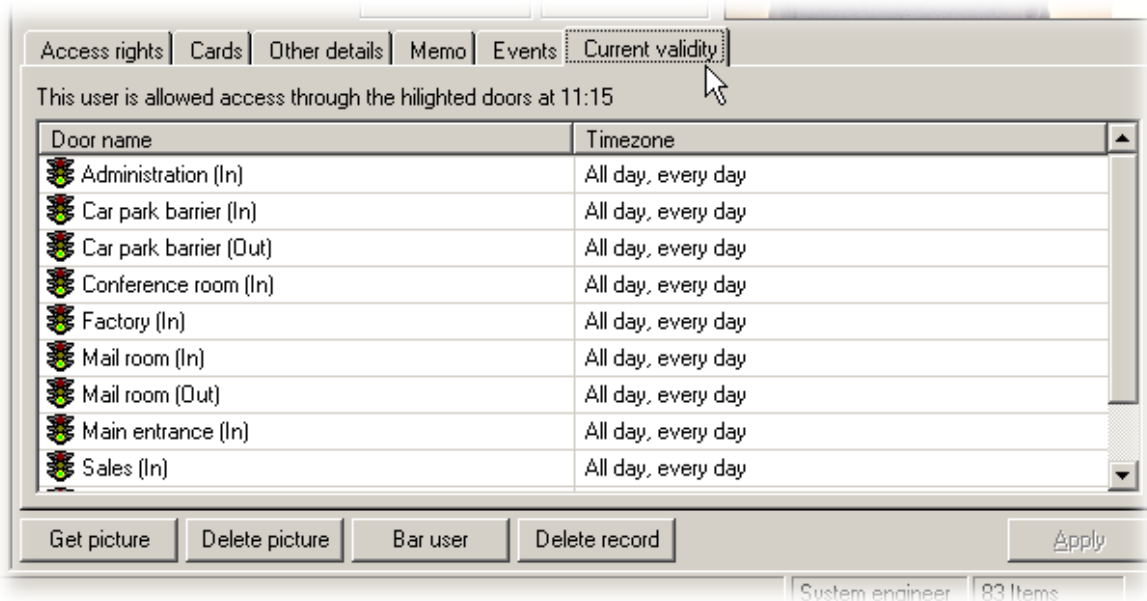 Access rights Cards Other details Memo Events Current validity
This user is allowed access through the hilighted doors at 11:15
Door name Timezone
Administration (In) All day, every day
Car park barrier (In) All day, every day
Car park barrier (Out) All day, every day
Conference room (In) All day, every day
Factory (In) All day, every day
Mail room (In) All day, every day
Mail room (Out) All day, every day
Main entrance (In) All day, every day
Sales (In) All day, every day
Get picture Delete picture Bar user Delete record Apply
System engineer 83 Items